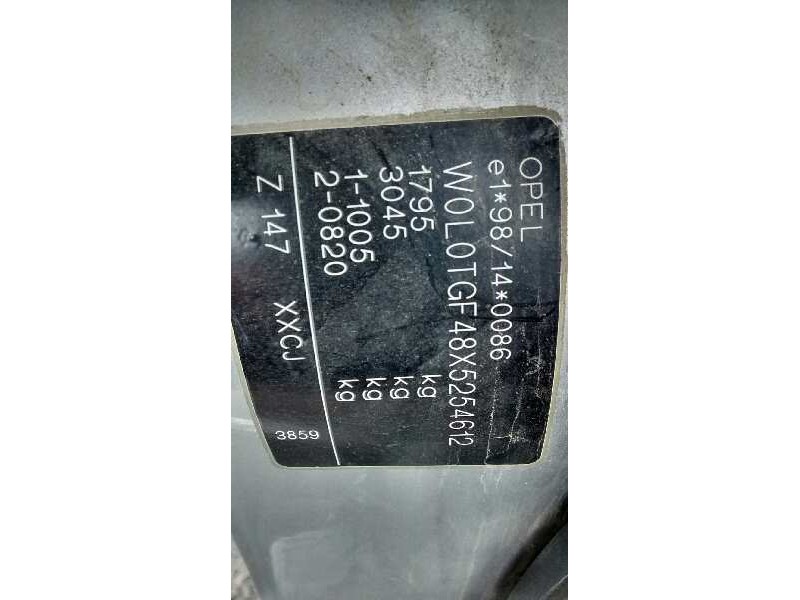 OPEL
e1*98/14*0086
W0L0TGF48X5254612
1795 kg
3045 kg
1-1005 kg
2-0820 kg
Z 147 XXCJ 3859